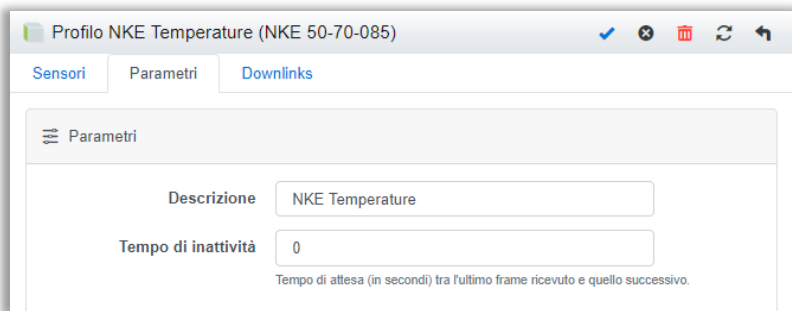 Profilo NKE Temperature (NKE 50-70-085)
Sensori Parametri Downlinks
Parametri
Descrizione NKE Temperature
Tempo di inattività 0
Tempo di attesa (in secondi) tra l'ultimo frame ricevuto e quello successivo.